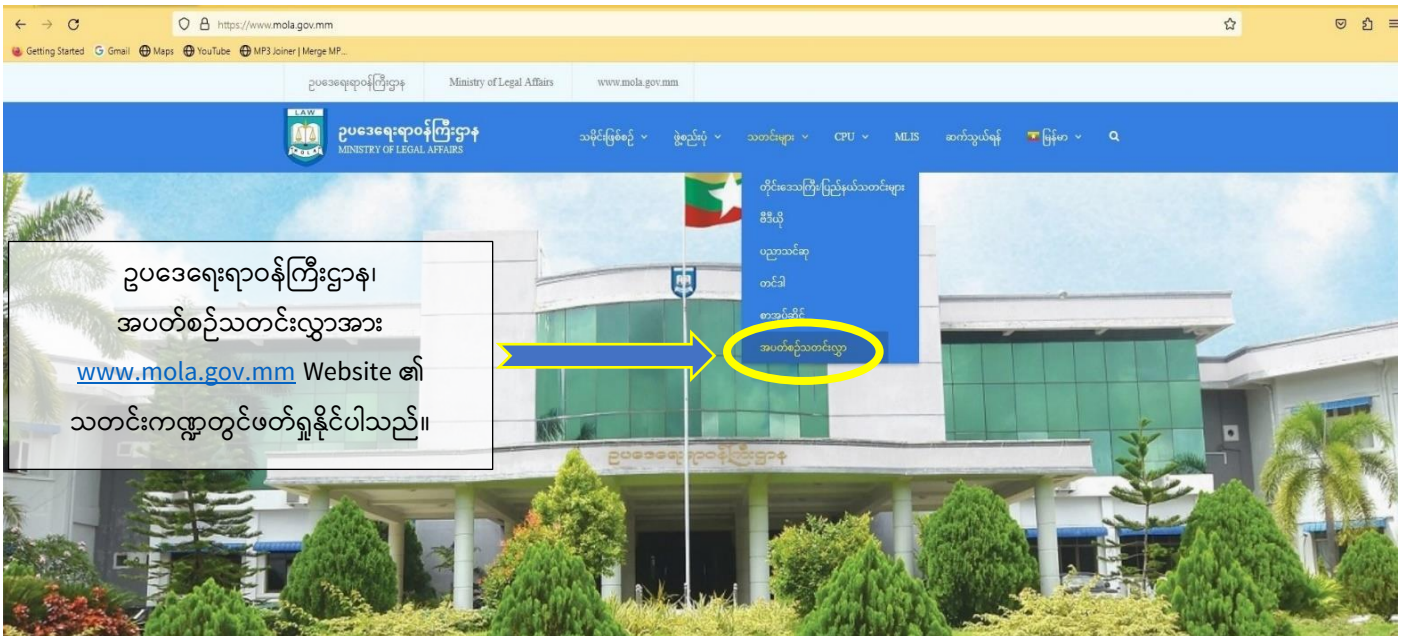 https://www.mola.gov.mm
Getting Started Gmail Maps YouTube MP3 Joiner | Merge MP...
ဥပဒေရေးရာဝန်ကြီးဌာန Ministry of Legal Affairs www.mola.gov.mm
LAW
ဥပဒေရေးရာဝန်ကြီးဌာန
MINISTRY OF LEGAL AFFAIRS
သမိုင်းဖြစ်စဉ် ဖွဲ့စည်းပုံ သတင်းများ CPU MLIS ဆက်သွယ်ရန် မြန်မာ
တိုင်းဒေသကြီး/ပြည်နယ်သတင်းများ
ဗီဒီယို
ပညာသင်ဆု
တင်ဒါ
စာအုပ်ဆိုင်
အပတ်စဉ်သတင်းလွှာ
ဥပဒေရေးရာဝန်ကြီးဌာန၊
အပတ်စဉ်သတင်းလွှာအား
www.mola.gov.mm Website ၏
သတင်းကဏ္ဍတွင်ဖတ်ရှုနိုင်ပါသည်။
ဥပဒေရေးရာဝန်ကြီးဌာန